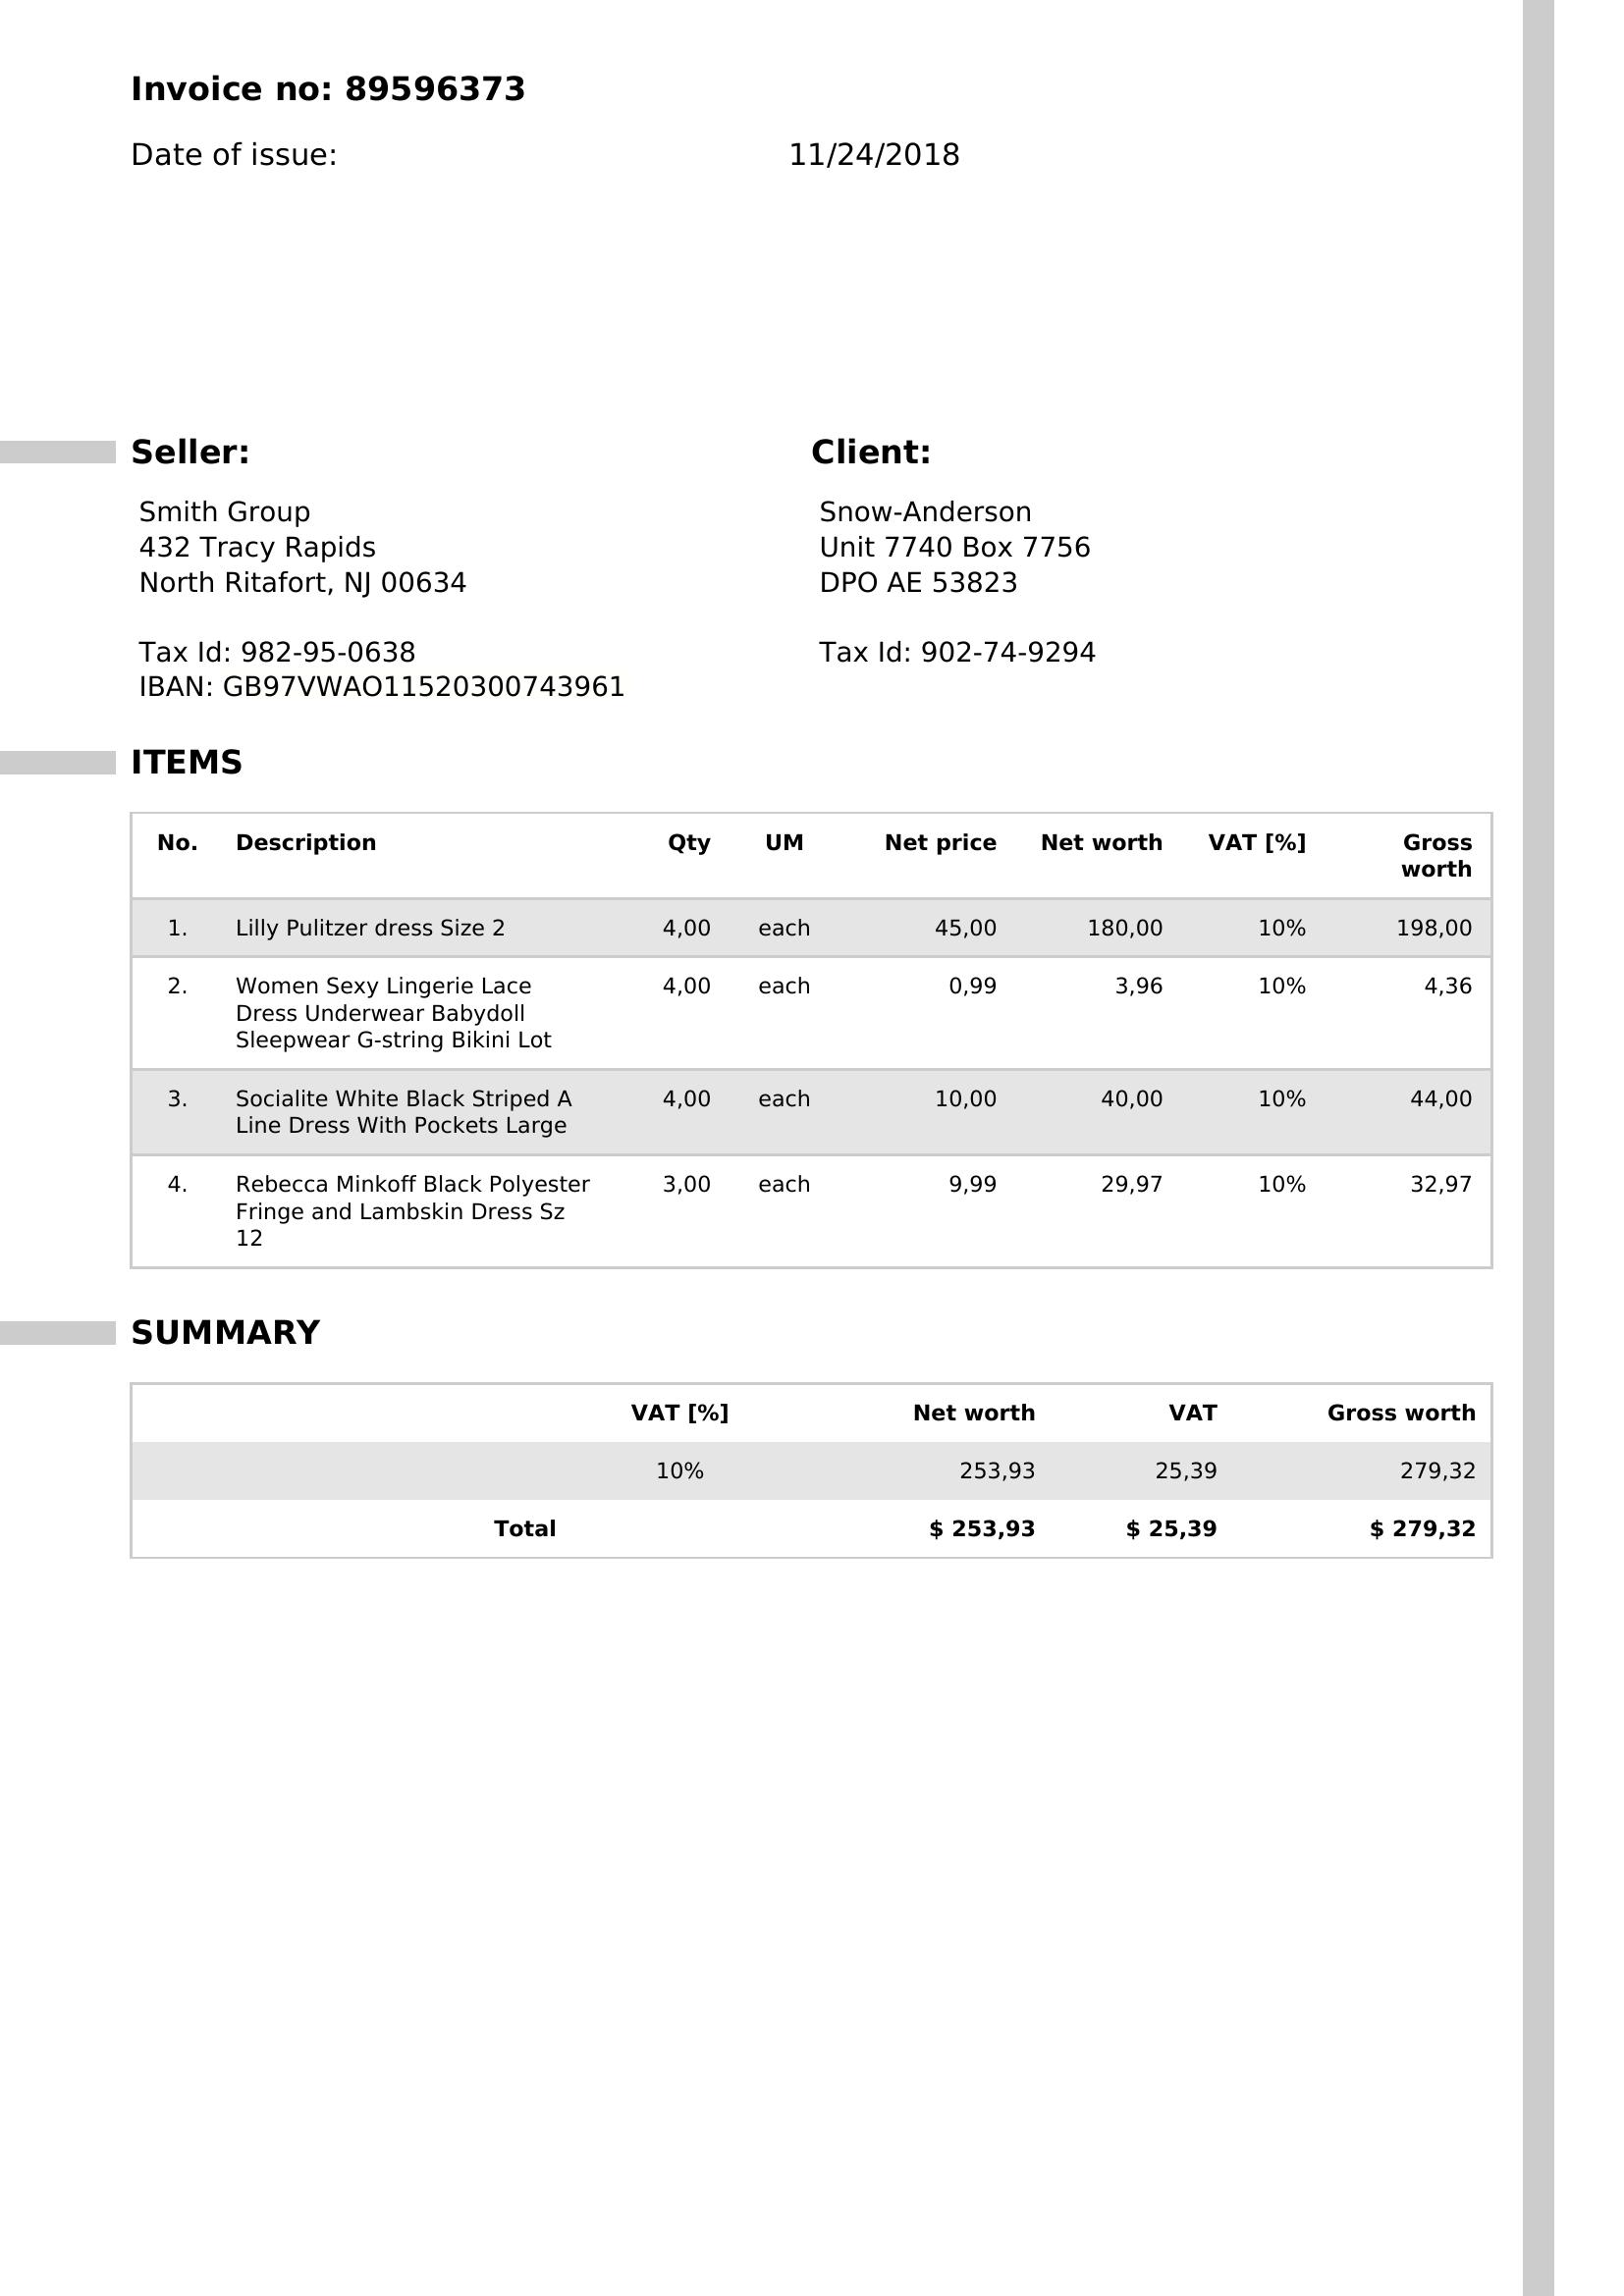 Invoice no: 89596373
Date of issue: 11/24/2018
Seller: Client:
Smith Group Snow-Anderson
432 Tracy Rapids Unit 7740 Box 7756
North Ritafort, NJ 00634 DPO AE 53823
Tax Id: 982-95-0638 Tax Id: 902-74-9294
IBAN: GB97VWAO11520300743961
ITEMS
No. Description Qty UM Net price Net worth VAT [%] Gross
worth
1. Lilly Pulitzer dress Size 2 4,00 each 45,00 180,00 10% 198,00
2. Women Sexy Lingerie Lace 4,00 each 0,99 3,96 10% 4,36
Dress Underwear Babydoll
Sleepwear G-string Bikini Lot
3. Socialite White Black Striped A 4,00 each 10,00 40,00 10% 44,00
Line Dress With Pockets Large
4. Rebecca Minkoff Black Polyester 3,00 each 9,99 29,97 10% 32,97
Fringe and Lambskin Dress Sz
12
SUMMARY
VAT [%] Net worth VAT Gross worth
10% 253,93 25,39 279,32
Total $ 253,93 $ 25,39 $ 279,32